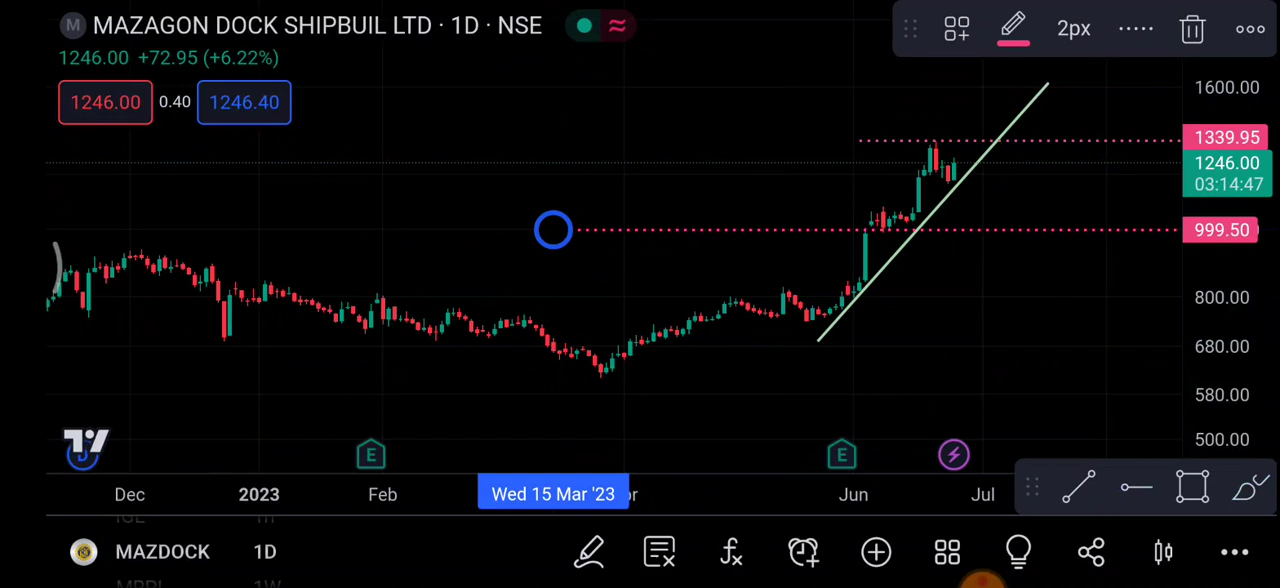 M MAZAGON DOCK SHIPBUIL LTD · 1D · NSE
2px
1246.00 +72.95 (+6.22%)
1246.00 0.40 1246.40
1600.00
1339.95
1246.00
03:14:47
999.50
800.00
680.00
580.00
500.00
E E
Dec 2023 Feb Wed 15 Mar '23 r Jun Jul
MAZDOCK 1D